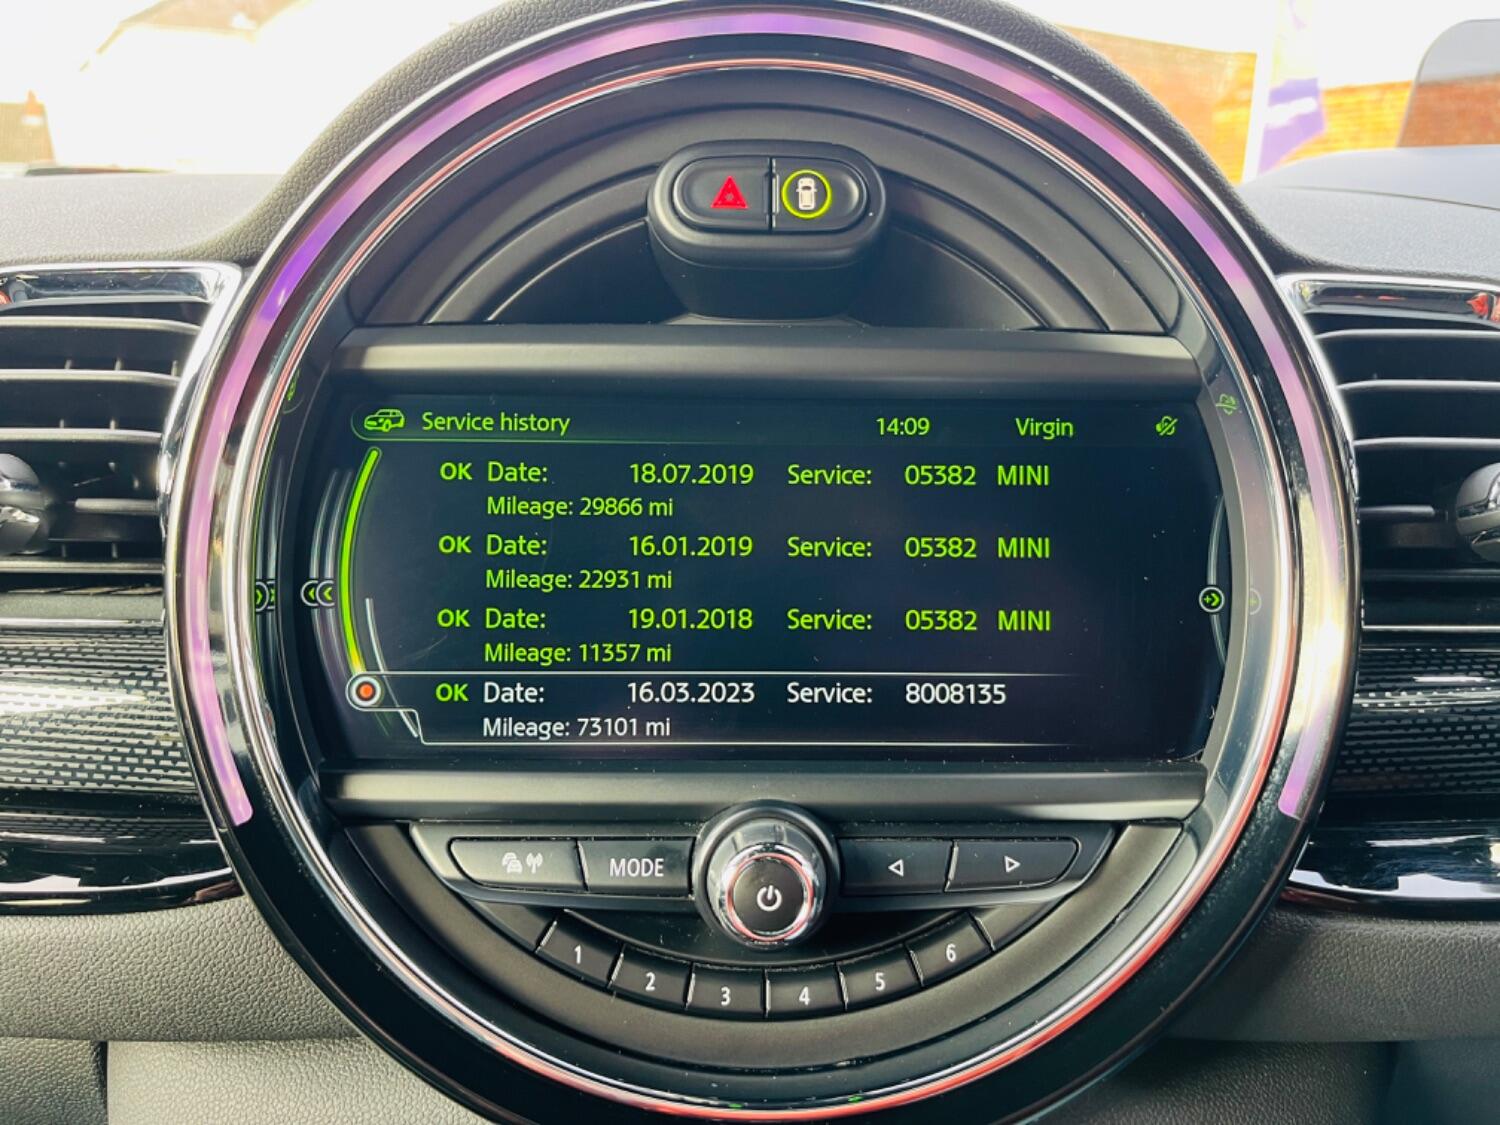 Service history 14:09 Virgin
OK Date: 18.07.2019 Service: 05382 MINI
Mileage: 29866 mi
OK Date: 16.01.2019 Service: 05382 MINI
Mileage: 22931 mi
OK Date: 19.01.2018 Service: 05382 MINI
Mileage: 11357 mi
OK Date: 16.03.2023 Service: 8008135
Mileage: 73101 mi
MODE
1 2 3 4 5 6